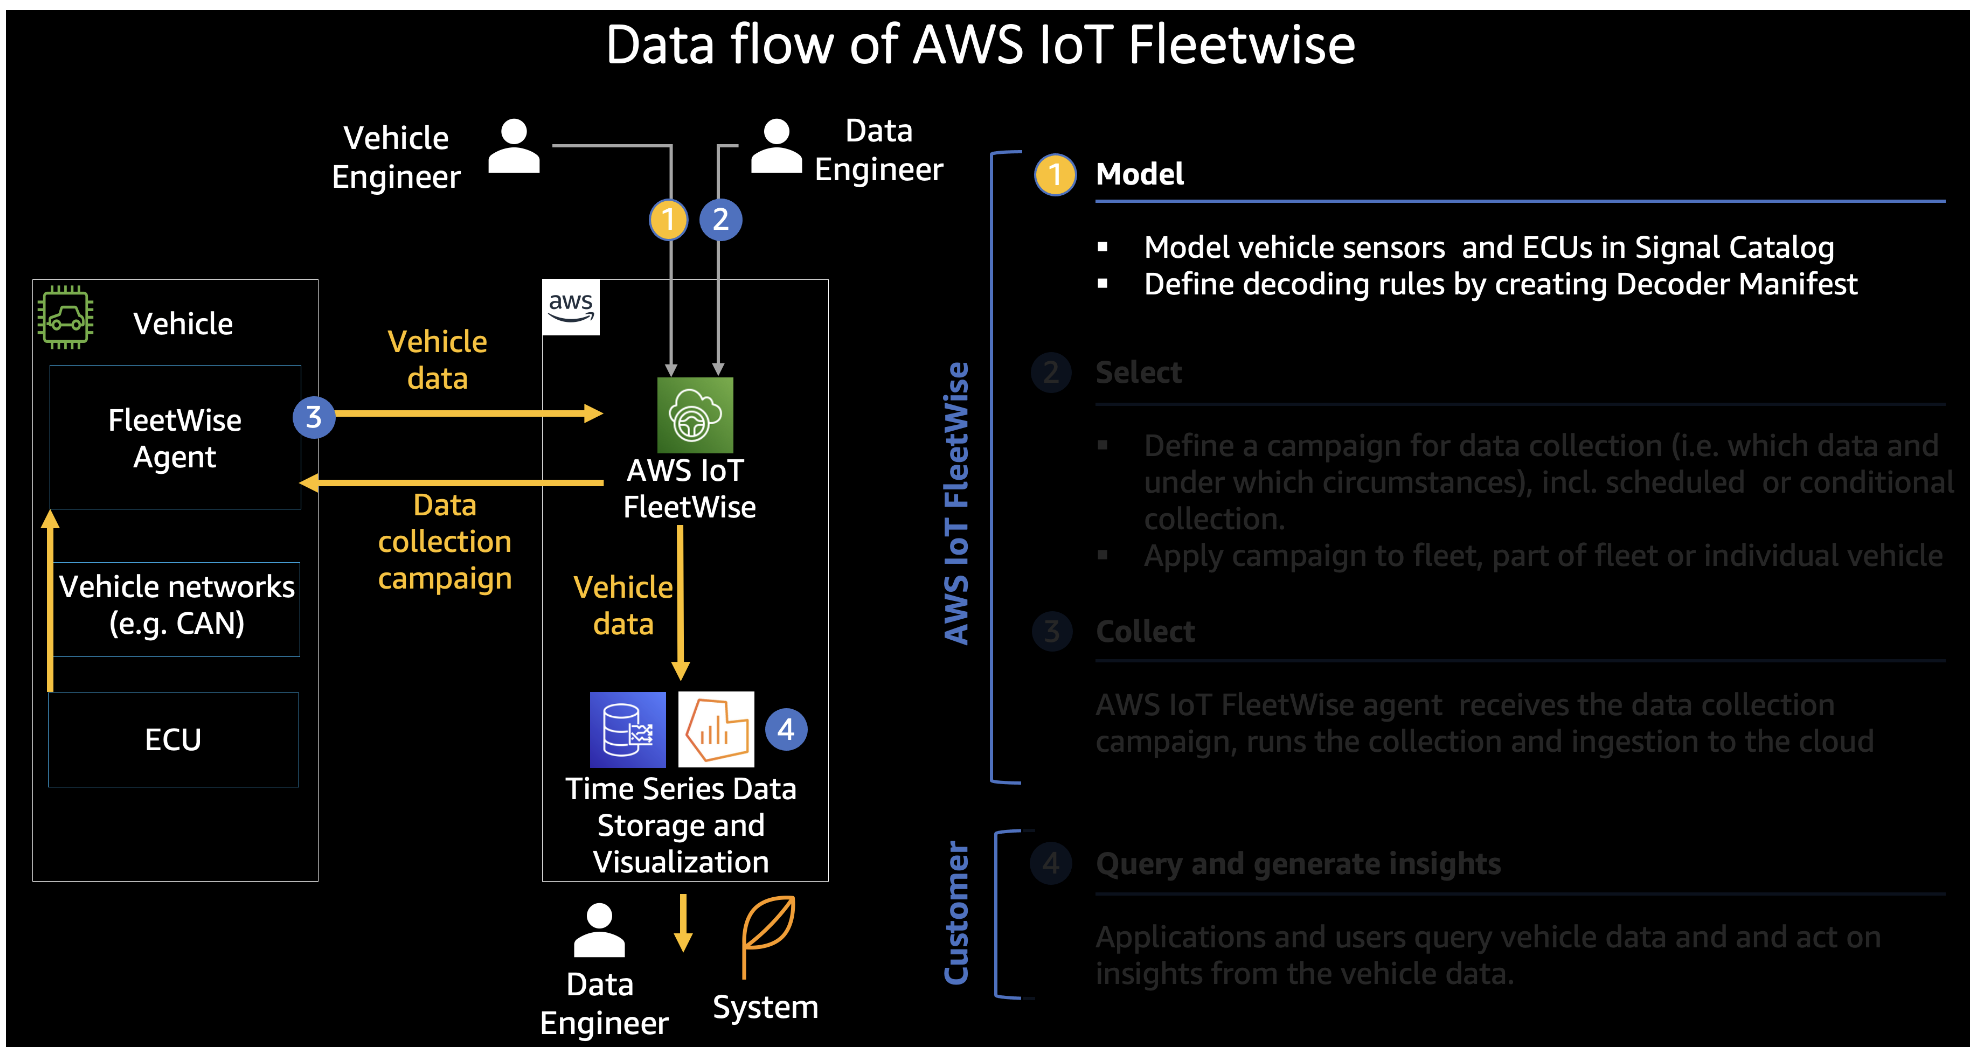 Data flow of AWS IoT Fleetwise
Vehicle
Engineer
Data
Engineer
1
2
aws
Vehicle
FleetWise
Agent
3
Vehicle
data
Data
collection
campaign
AWS IoT
FleetWise
Vehicle networks
(e.g. CAN)
ECU
Vehicle
data
4
Time Series Data
Storage and
Visualization
Data
Engineer
System
AWS IoT FleetWise
1 Model
▪ Model vehicle sensors  and ECUs in Signal Catalog
▪ Define decoding rules by creating Decoder Manifest
2 Select
▪ Define a campaign for data collection (i.e. which data and
under which circumstances), incl. scheduled  or conditional
collection.
▪ Apply campaign to fleet, part of fleet or individual vehicle
3 Collect
AWS IoT FleetWise agent  receives the data collection
campaign, runs the collection and ingestion to the cloud
Customer
4 Query and generate insights
Applications and users query vehicle data and and act on
insights from the vehicle data.